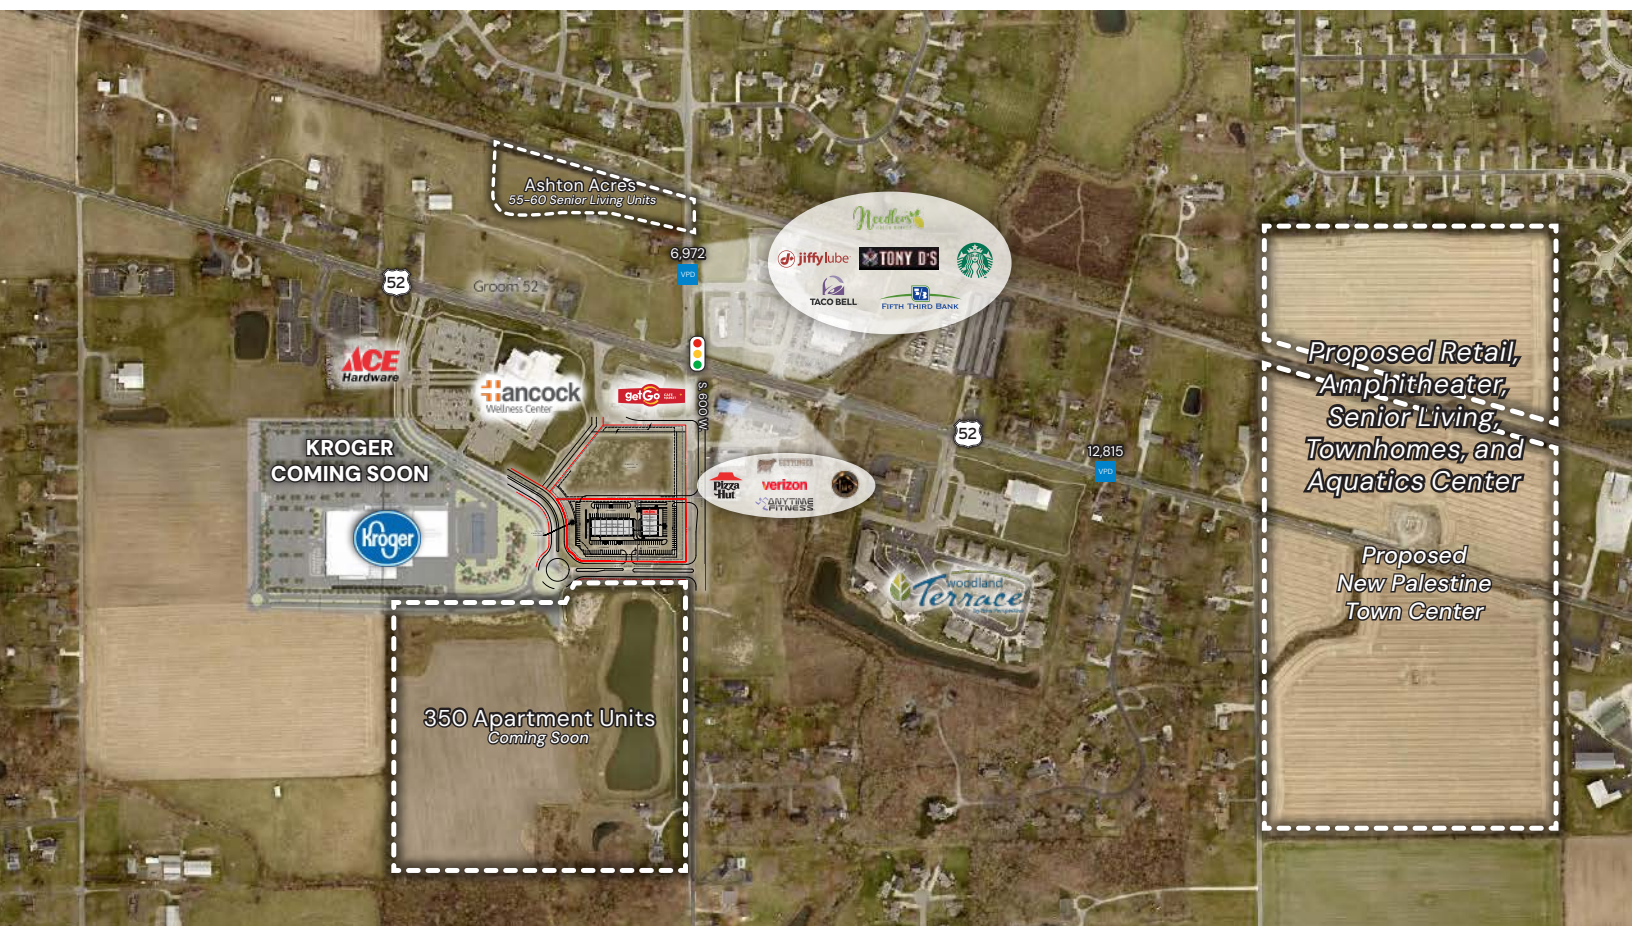 Ashton Acres
55-60 Senior Living Units
6,972
VPD
Needlers
jiffylube
TONY D'S
TACO BELL
FIFTH THIRD BANK
52
Groom 52
ACE
Hardware
Hancock
Wellness Center
getGo
S. 600 W.
KROGER
COMING SOON
Kroger
Pizza
Hut
verizon
ANYTIME
FITNESS
52
12,815
VPD
woodland
Terrace
350 Apartment Units
Coming Soon
Proposed Retail,
Amphitheater,
Senior Living,
Townhomes, and
Aquatics Center
Proposed
New Palestine
Town Center